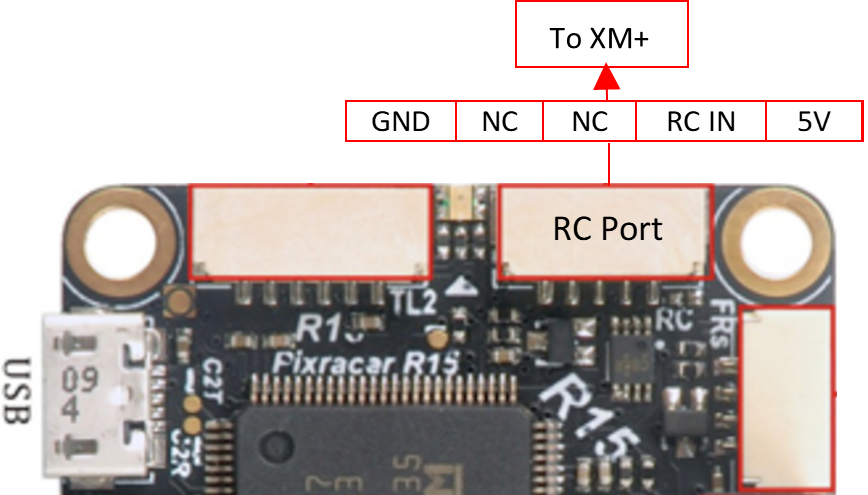 To XM+
GND NC NC RC IN 5V
RC Port
TL2
RC
FRs
R15
Pixracar R15
USB
09
4
C2T
R15